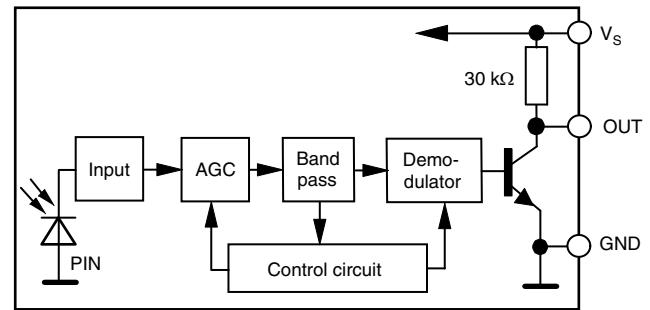 V_S
30 kΩ
OUT
Input
AGC
Band
pass
Demo-
dulator
GND
PIN
Control circuit